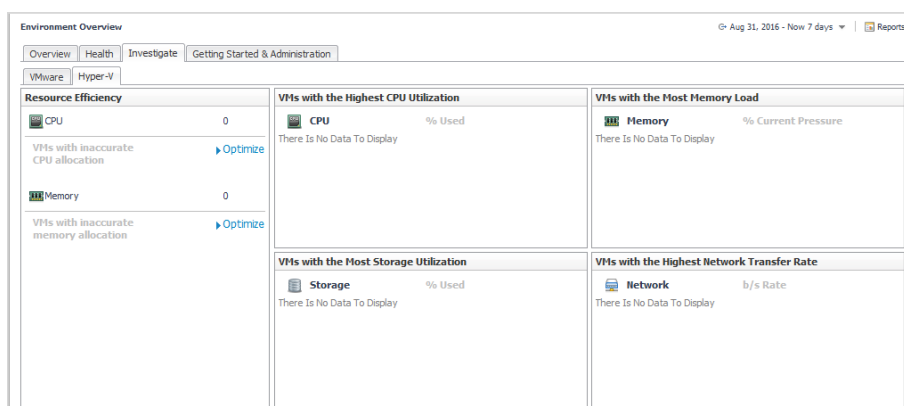 Environment Overview
Aug 31, 2016 - Now 7 days
Reports
Overview Health Investigate Getting Started & Administration
VMware Hyper-V
Resource Efficiency
CPU 0
VMs with inaccurate
CPU allocation
Optimize
Memory 0
VMs with inaccurate
memory allocation
Optimize
VMs with the Highest CPU Utilization
CPU % Used
There Is No Data To Display
VMs with the Most Memory Load
Memory % Current Pressure
There Is No Data To Display
VMs with the Most Storage Utilization
Storage % Used
There Is No Data To Display
VMs with the Highest Network Transfer Rate
Network b/s Rate
There Is No Data To Display